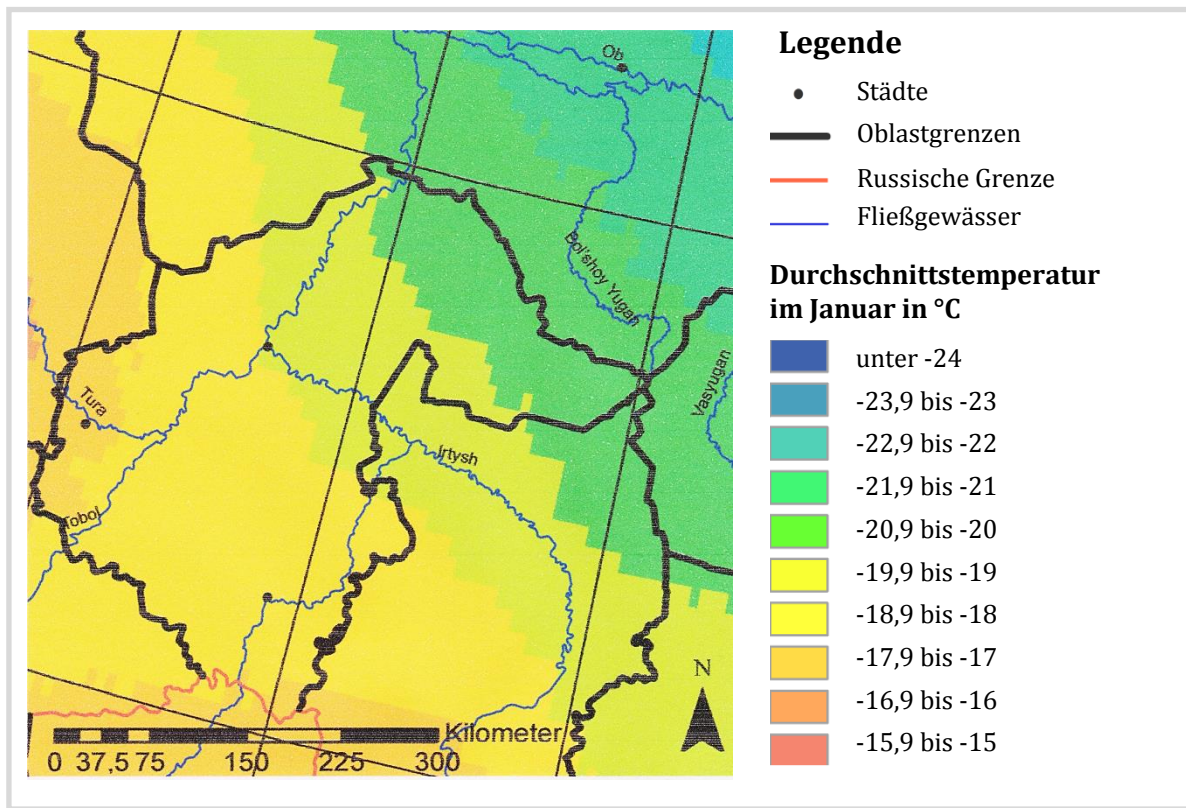 Legende
Städte
Oblastgrenzen
Russische Grenze
Fließgewässer
Durchschnittstemperatur
im Januar in °C
unter -24
-23,9 bis -23
-22,9 bis -22
-21,9 bis -21
-20,9 bis -20
-19,9 bis -19
-18,9 bis -18
-17,9 bis -17
-16,9 bis -16
-15,9 bis -15
Ob
Bol'shoy Yugan
Vasyugan
Tura
Irtysh
Tobol
N
Kilometer
0 37,5 75 150 225 300